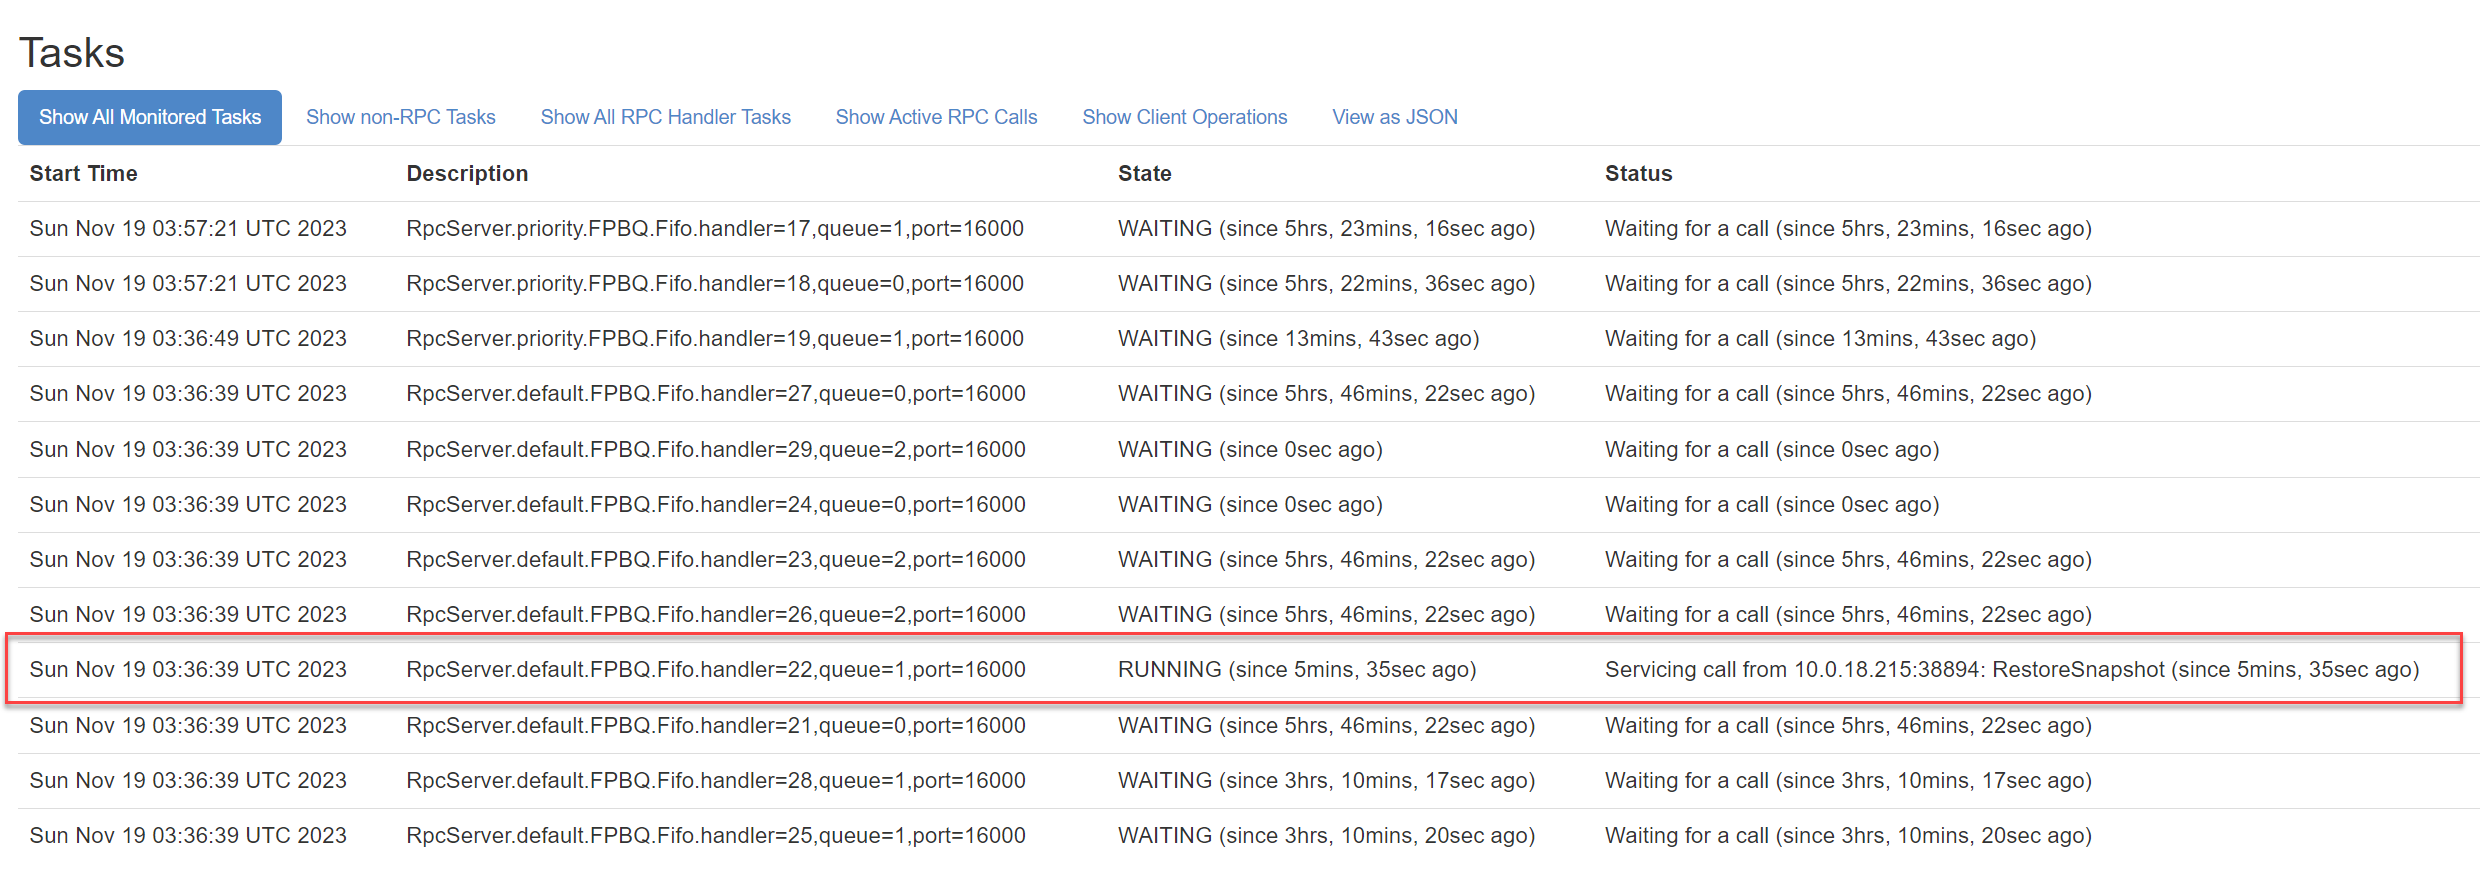 Tasks
Show All Monitored Tasks Show non-RPC Tasks Show All RPC Handler Tasks Show Active RPC Calls Show Client Operations View as JSON
Start Time Description State Status
Sun Nov 19 03:57:21 UTC 2023 RpcServer.priority.FPBQ.Fifo.handler=17,queue=1,port=16000 WAITING (since 5hrs, 23mins, 16sec ago) Waiting for a call (since 5hrs, 23mins, 16sec ago)
Sun Nov 19 03:57:21 UTC 2023 RpcServer.priority.FPBQ.Fifo.handler=18,queue=0,port=16000 WAITING (since 5hrs, 22mins, 36sec ago) Waiting for a call (since 5hrs, 22mins, 36sec ago)
Sun Nov 19 03:36:49 UTC 2023 RpcServer.priority.FPBQ.Fifo.handler=19,queue=1,port=16000 WAITING (since 13mins, 43sec ago) Waiting for a call (since 13mins, 43sec ago)
Sun Nov 19 03:36:39 UTC 2023 RpcServer.default.FPBQ.Fifo.handler=27,queue=0,port=16000 WAITING (since 5hrs, 46mins, 22sec ago) Waiting for a call (since 5hrs, 46mins, 22sec ago)
Sun Nov 19 03:36:39 UTC 2023 RpcServer.default.FPBQ.Fifo.handler=29,queue=2,port=16000 WAITING (since 0sec ago) Waiting for a call (since 0sec ago)
Sun Nov 19 03:36:39 UTC 2023 RpcServer.default.FPBQ.Fifo.handler=24,queue=0,port=16000 WAITING (since 0sec ago) Waiting for a call (since 0sec ago)
Sun Nov 19 03:36:39 UTC 2023 RpcServer.default.FPBQ.Fifo.handler=23,queue=2,port=16000 WAITING (since 5hrs, 46mins, 22sec ago) Waiting for a call (since 5hrs, 46mins, 22sec ago)
Sun Nov 19 03:36:39 UTC 2023 RpcServer.default.FPBQ.Fifo.handler=26,queue=2,port=16000 WAITING (since 5hrs, 46mins, 22sec ago) Waiting for a call (since 5hrs, 46mins, 22sec ago)
Sun Nov 19 03:36:39 UTC 2023 RpcServer.default.FPBQ.Fifo.handler=22,queue=1,port=16000 RUNNING (since 5mins, 35sec ago) Servicing call from 10.0.18.215:38894: RestoreSnapshot (since 5mins, 35sec ago)
Sun Nov 19 03:36:39 UTC 2023 RpcServer.default.FPBQ.Fifo.handler=21,queue=0,port=16000 WAITING (since 5hrs, 46mins, 22sec ago) Waiting for a call (since 5hrs, 46mins, 22sec ago)
Sun Nov 19 03:36:39 UTC 2023 RpcServer.default.FPBQ.Fifo.handler=28,queue=1,port=16000 WAITING (since 3hrs, 10mins, 17sec ago) Waiting for a call (since 3hrs, 10mins, 17sec ago)
Sun Nov 19 03:36:39 UTC 2023 RpcServer.default.FPBQ.Fifo.handler=25,queue=1,port=16000 WAITING (since 3hrs, 10mins, 20sec ago) Waiting for a call (since 3hrs, 10mins, 20sec ago)